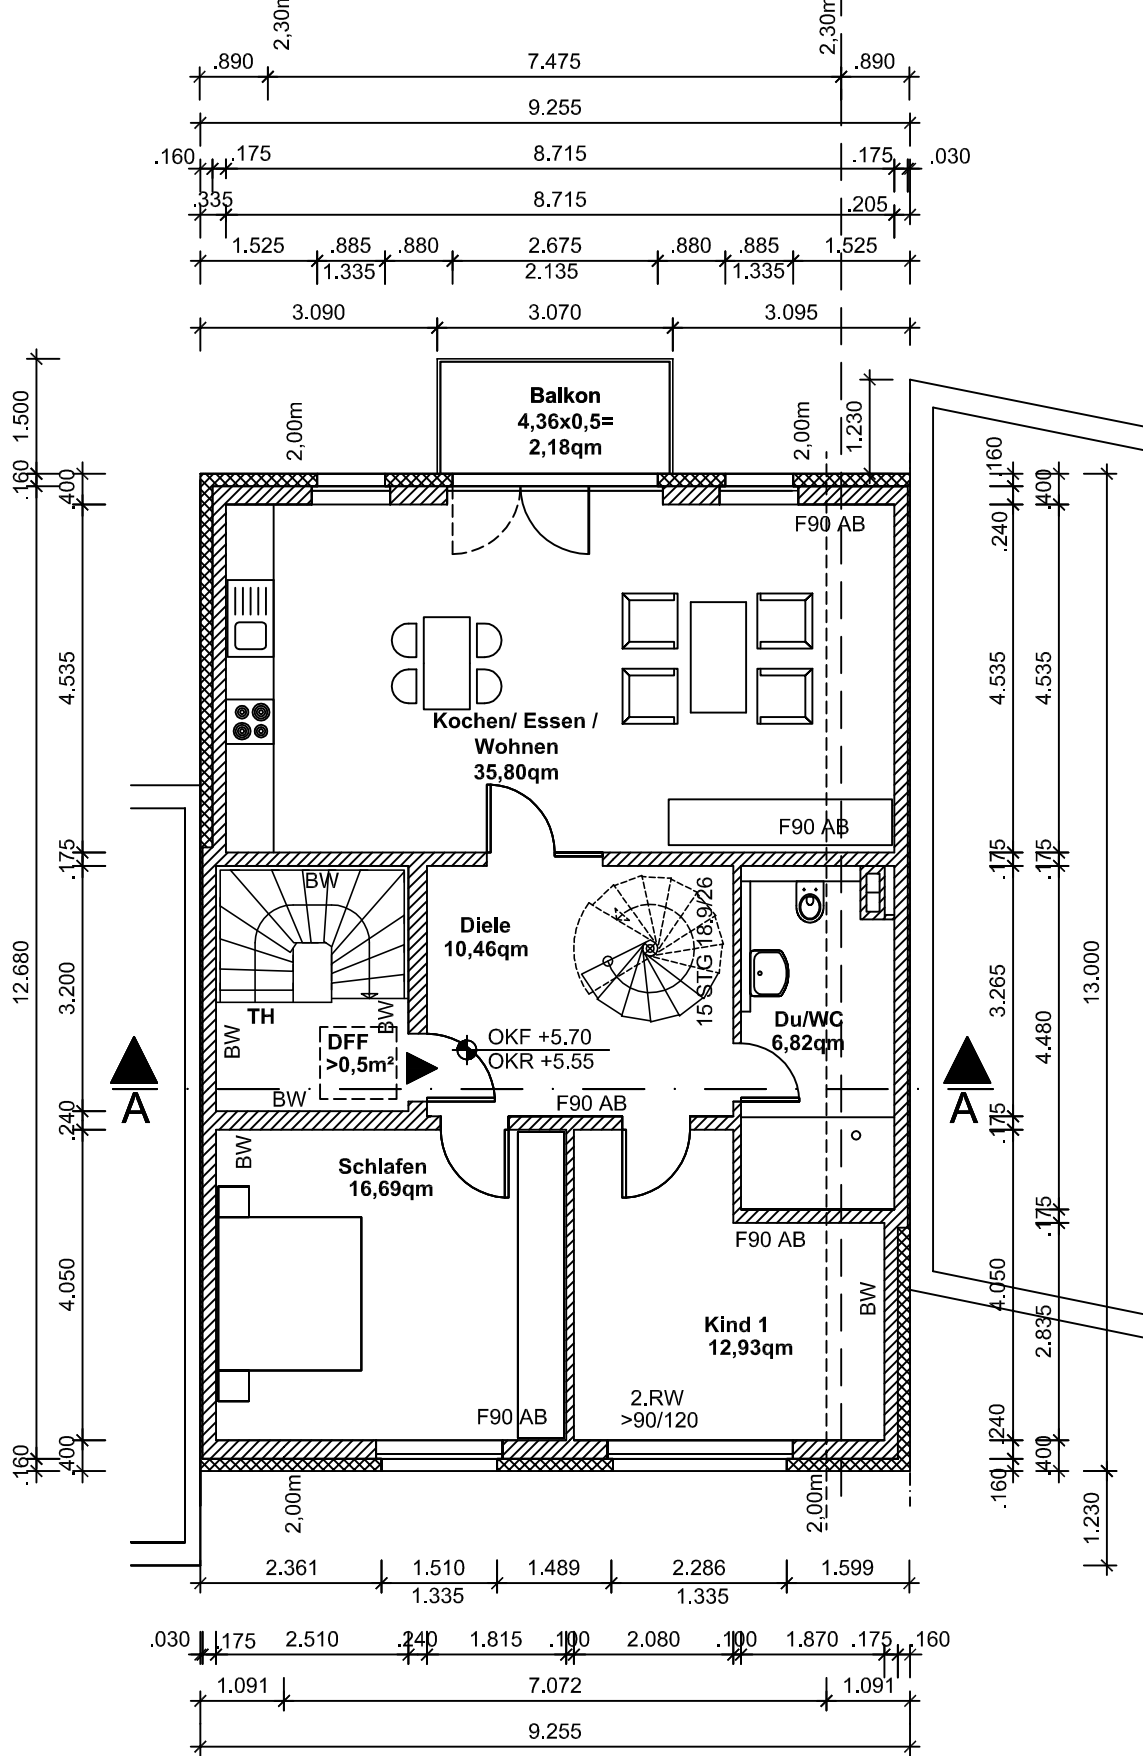 2,30m
2,30m
.890
7.475
.890
9.255
.160
.175
8.715
.175
.030
.335
8.715
.205
1.525
.885
.880
2.675
.880
.885
1.525
1.335
2.135
1.335
3.090
3.070
3.095
1.500
.160
.400
2,00m
Balkon
4,36x0,5=
2,18qm
2,00m
1.230
.160
.400
.240
F90 AB
4.535
4.535
4.535
Kochen/ Essen /
Wohnen
35,80qm
F90 AB
.175
.175
.175
BW
Diele
10,46qm
15 STG 18.9/26
12.680
3.200
3.265
4.480
13.000
TH
BW
BW
DFF
>0,5m²
OKF +5.70
OKR +5.55
Du/WC
6,82qm
BW
F90 AB
A
A
.240
.175
BW
Schlafen
16,69qm
.175
F90 AB
4.050
4.050
2.835
BW
Kind 1
12,93qm
2.RW
>90/120
F90 AB
.240
.400
.160
.400
.160
2,00m
2,00m
1.230
2.361
1.510
1.489
2.286
1.599
1.335
1.335
.030
.175
2.510
.240
1.815
.100
2.080
.100
1.870
.175
.160
1.091
7.072
1.091
9.255